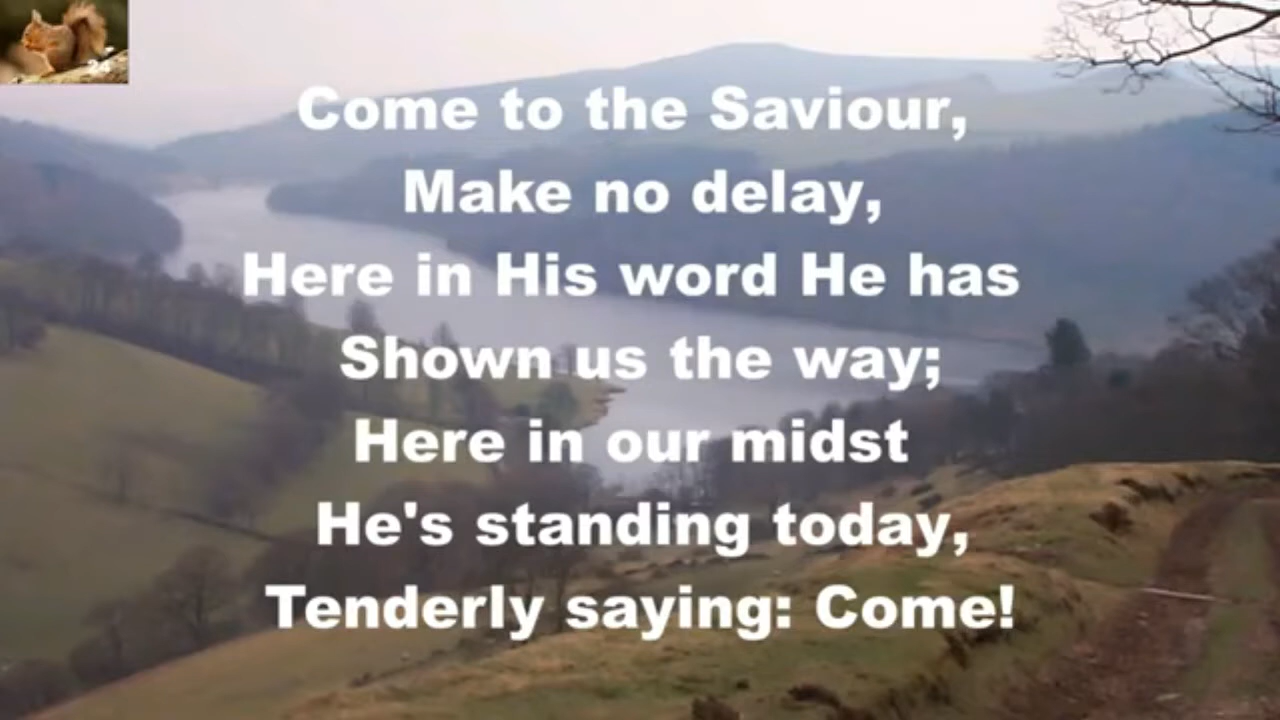 24
Come to the Saviour,
Make no delay,
Here in His word He has
Shown us the way;
Here in our midst
He's standing today,
Tenderly saying: Come!